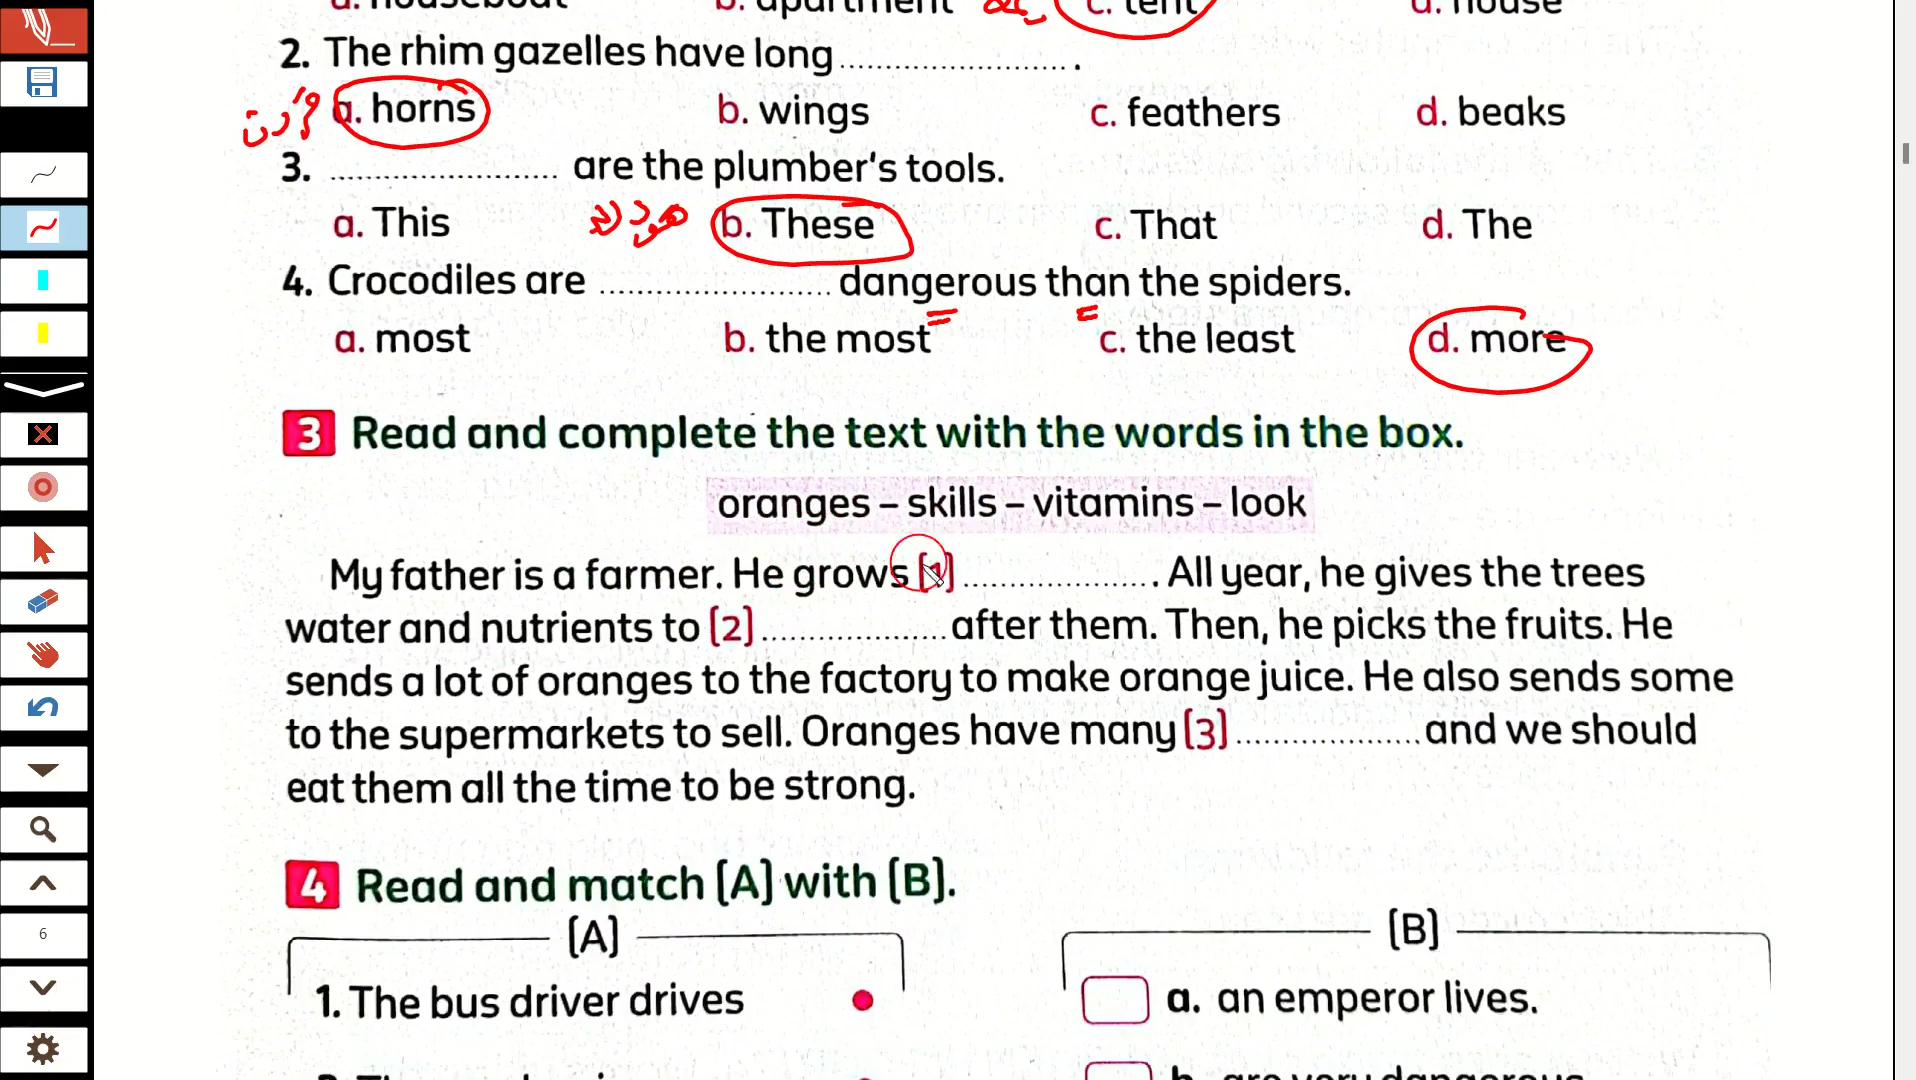 2. The rhim gazelles have long ........................ .
a. horns b. wings c. feathers d. beaks
3. ........................ are the plumber's tools.
a. This b. These c. That d. The
4. Crocodiles are ........................ dangerous than the spiders.
a. most b. the most c. the least d. more
3 Read and complete the text with the words in the box.
oranges – skills – vitamins – look
My father is a farmer. He grows [1] .................... . All year, he gives the trees
water and nutrients to [2] .................... after them. Then, he picks the fruits. He
sends a lot of oranges to the factory to make orange juice. He also sends some
to the supermarkets to sell. Oranges have many [3] .................... and we should
eat them all the time to be strong.
4 Read and match [A] with [B].
[A] [B]
1. The bus driver drives a. an emperor lives.
b. are very dangerous
6